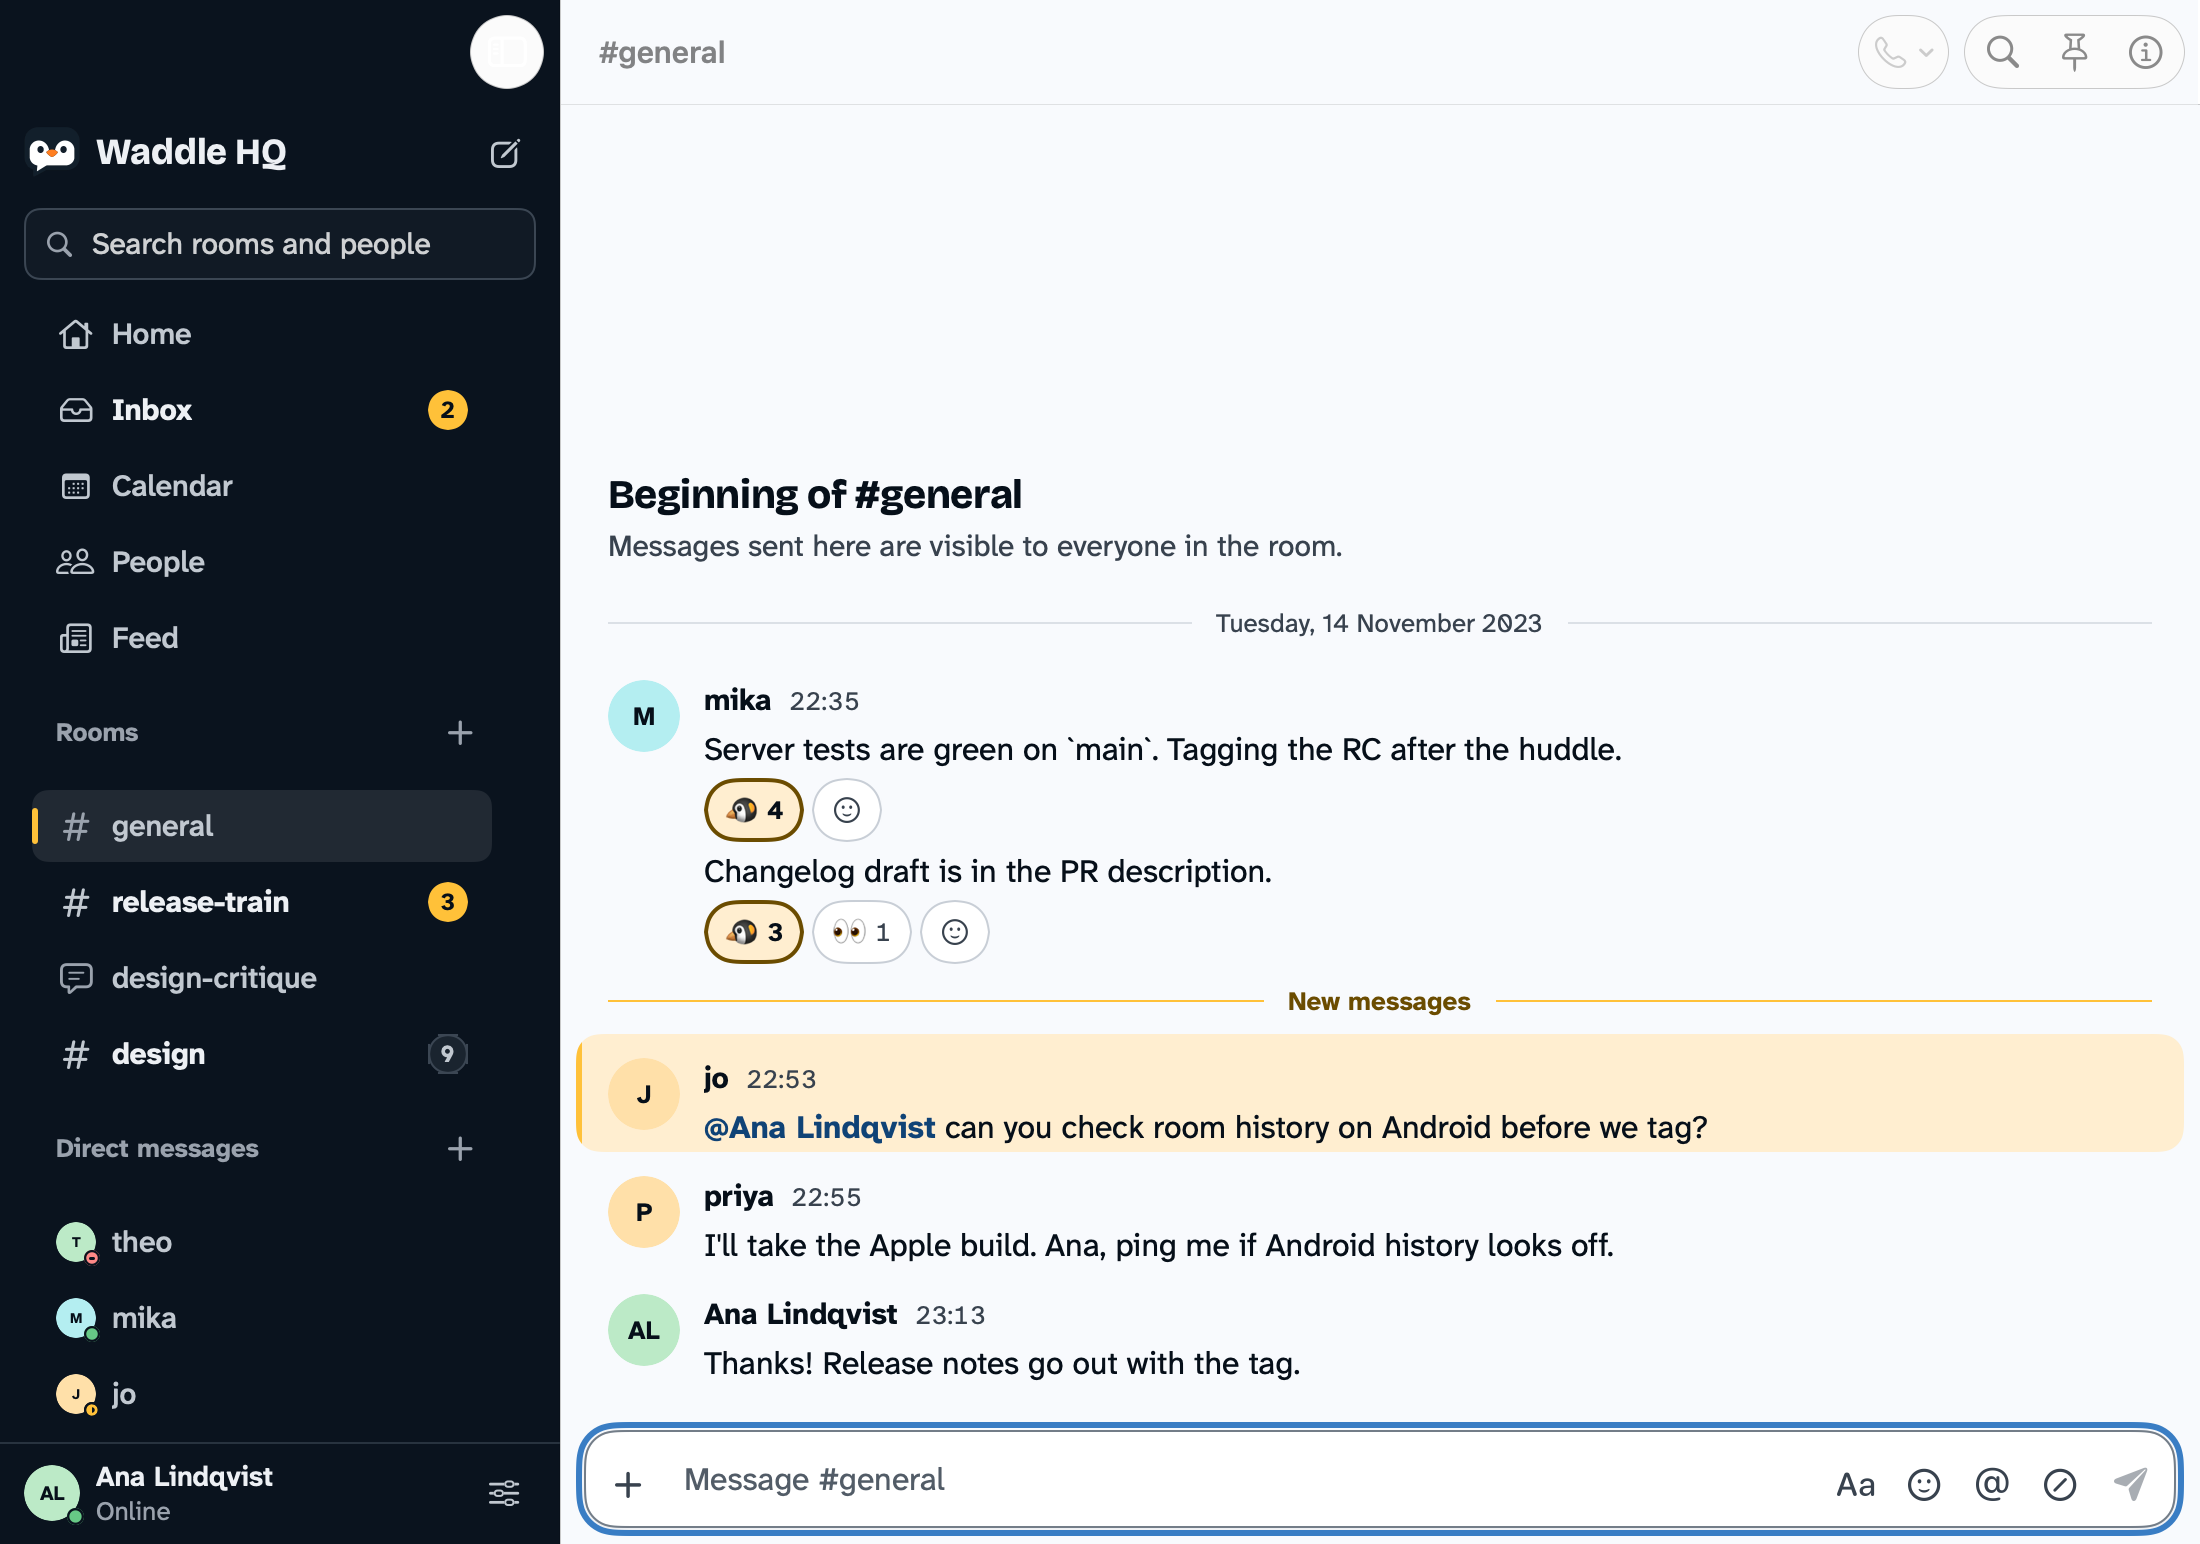 Waddle HQ
Search rooms and people
Home
Inbox 2
Calendar
People
Feed
Rooms
general
release-train 3
design-critique
design 9
Direct messages
T theo
M mika
J jo
AL Ana Lindqvist
Online
#general
Beginning of #general
Messages sent here are visible to everyone in the room.
Tuesday, 14 November 2023
M mika 22:35
Server tests are green on `main`. Tagging the RC after the huddle.
4
Changelog draft is in the PR description.
3 1
New messages
J jo 22:53
@Ana Lindqvist can you check room history on Android before we tag?
P priya 22:55
I'll take the Apple build. Ana, ping me if Android history looks off.
AL Ana Lindqvist 23:13
Thanks! Release notes go out with the tag.
Message #general Aa @